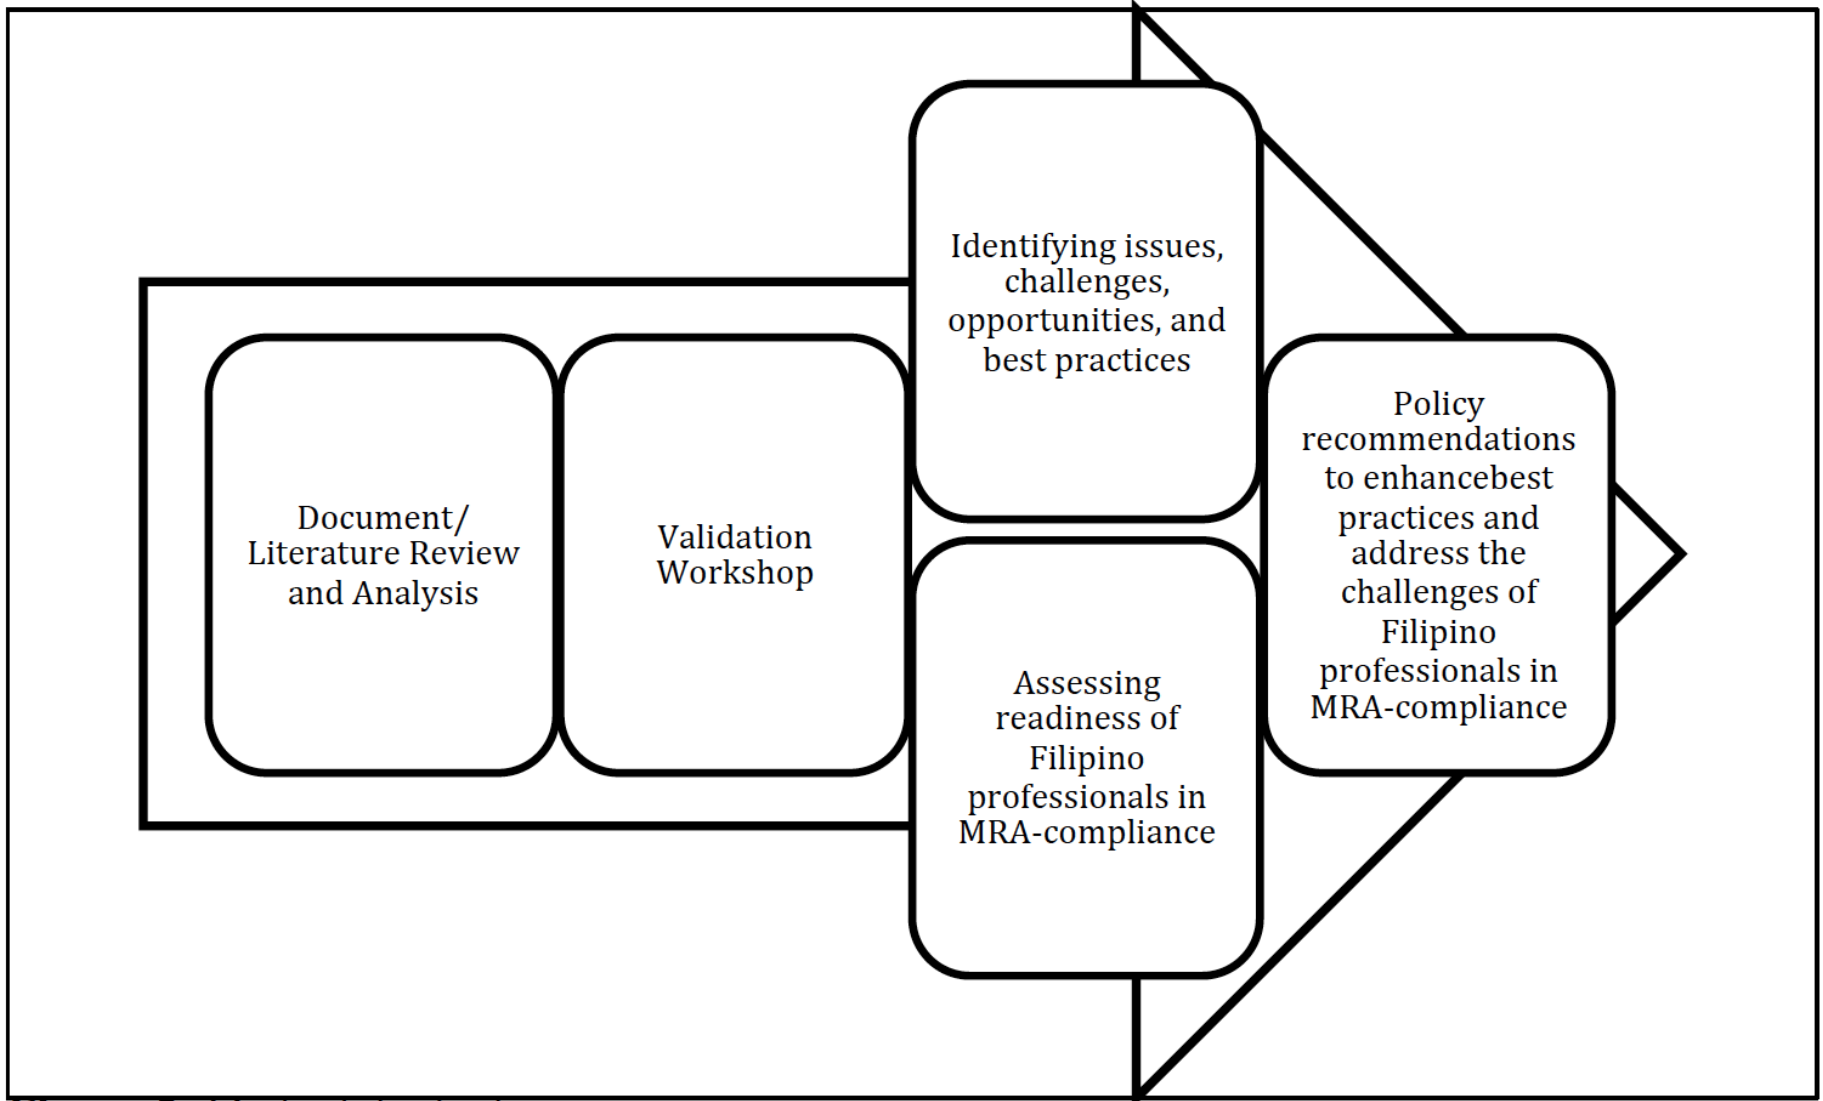 Document/
Literature Review
and Analysis
Validation
Workshop
Identifying issues,
challenges,
opportunities, and
best practices
Assessing
readiness of
Filipino
professionals in
MRA-compliance
Policy
recommendations
to enhancebest
practices and
address the
challenges of
Filipino
professionals in
MRA-compliance